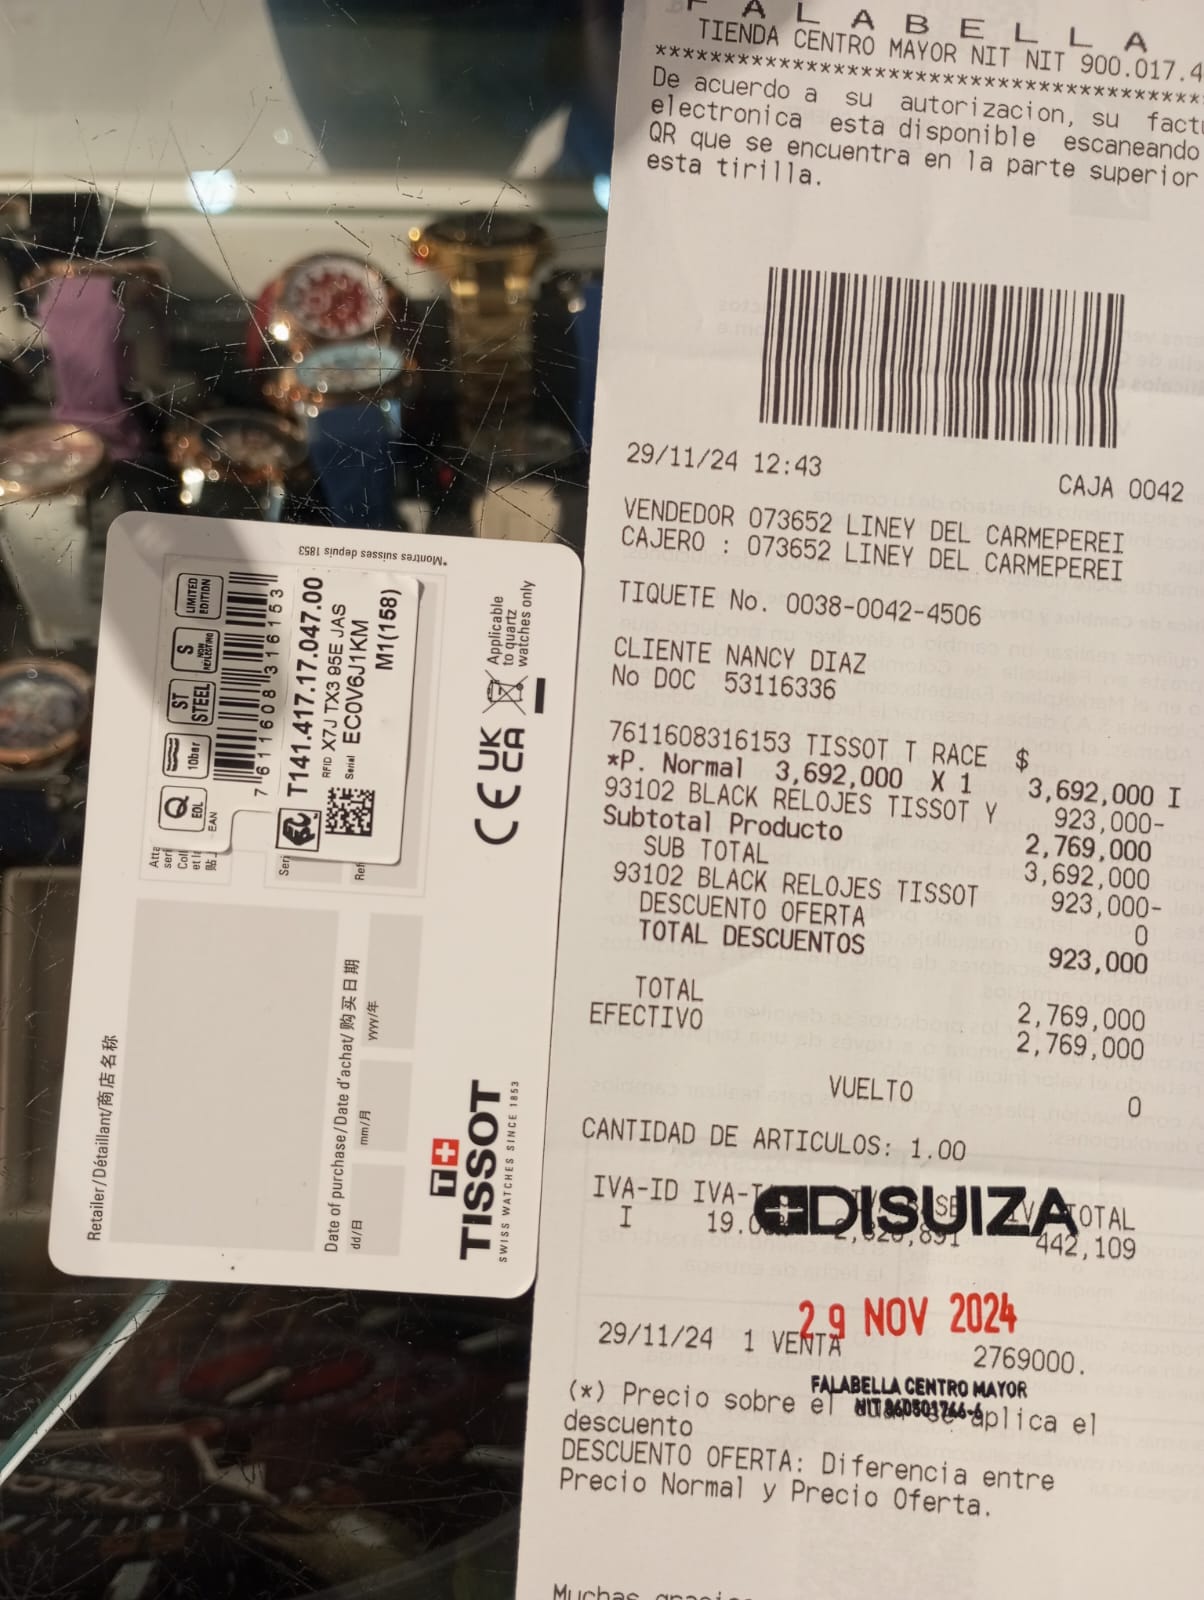 FALABELLA
TIENDA CENTRO MAYOR NIT NIT 900.017.4
****************************************
De acuerdo a su autorizacion, su factu
electronica esta disponible escaneando
QR que se encuentra en la parte superior
esta tirilla.
29/11/24 12:43 CAJA 0042
VENDEDOR 073652 LINEY DEL CARMEPEREI
CAJERO : 073652 LINEY DEL CARMEPEREI
TIQUETE No. 0038-0042-4506
CLIENTE NANCY DIAZ
No DOC 53116336
7611608316153 TISSOT T RACE $
*P. Normal 3,692,000 X 1 3,692,000 I
93102 BLACK RELOJES TISSOT Y 923,000-
Subtotal Producto 2,769,000
SUB TOTAL 3,692,000
93102 BLACK RELOJES TISSOT 923,000-
DESCUENTO OFERTA 0
TOTAL DESCUENTOS 923,000
TOTAL 2,769,000
EFECTIVO 2,769,000
VUELTO 0
CANTIDAD DE ARTICULOS: 1.00
IVA-ID
I 442,109
DISUIZA
29 NOV 2024
29/11/24 1 VENTA 2769000.
FALABELLA CENTRO MAYOR
(*) Precio sobre el aplica el
descuento
DESCUENTO OFERTA: Diferencia entre
Precio Normal y Precio Oferta.
*Montres suisses depuis 1853
LIMITED EDITION
S NON REFLECTING
ST STEEL
10bar
Q EOL
EAN
7 611608 316153
T141.417.17.047.00
RFID X7J TX3 95E JAS
Serial EC0V6J1KM
M1(158)
CE UK CA
Applicable
to quartz
watches only
Retailer/Détaillant/商店名称
Date of purchase/Date d'achat/购买日期
dd/日 mm/月 yyyy/年
TISSOT
SWISS WATCHES SINCE 1853